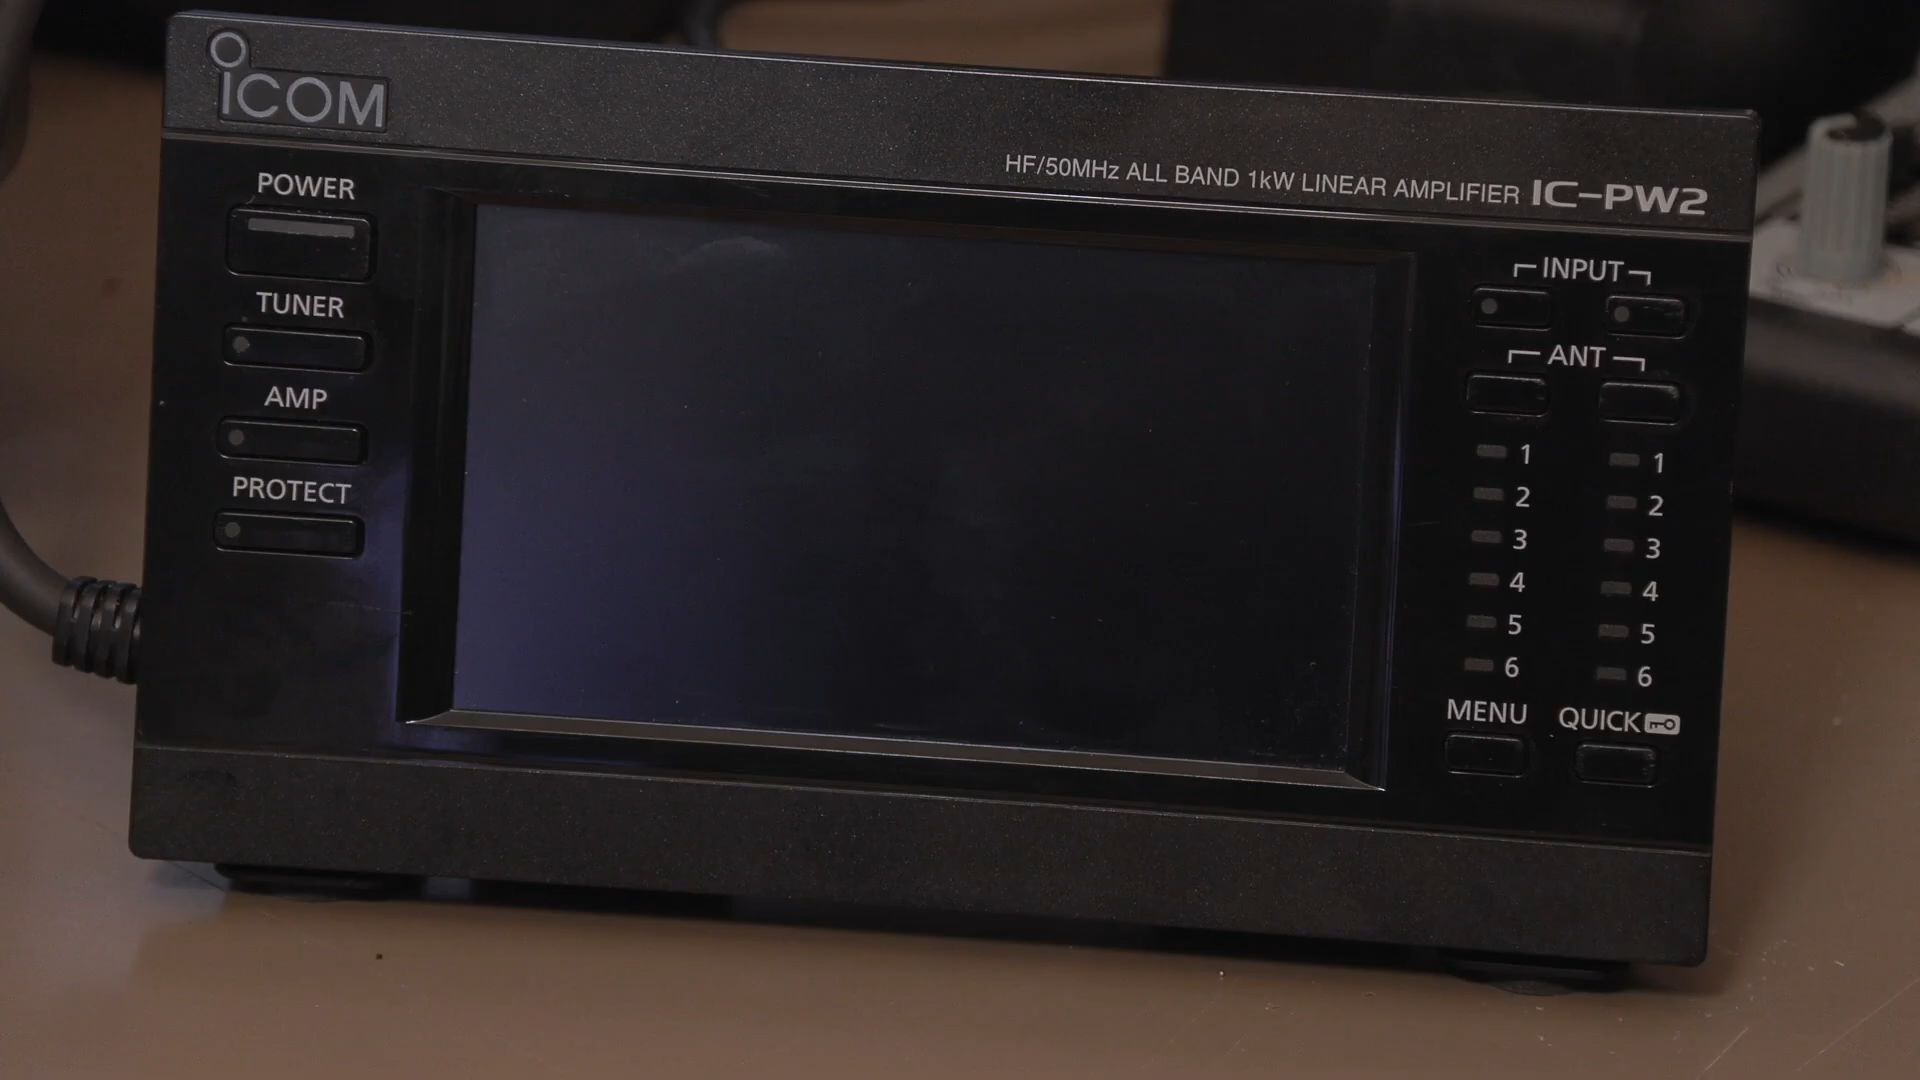 ICOM
HF/50MHz ALL BAND 1kW LINEAR AMPLIFIER IC-PW2
POWER
TUNER
AMP
PROTECT
INPUT
ANT
1 1
2 2
3 3
4 4
5 5
6 6
MENU QUICK